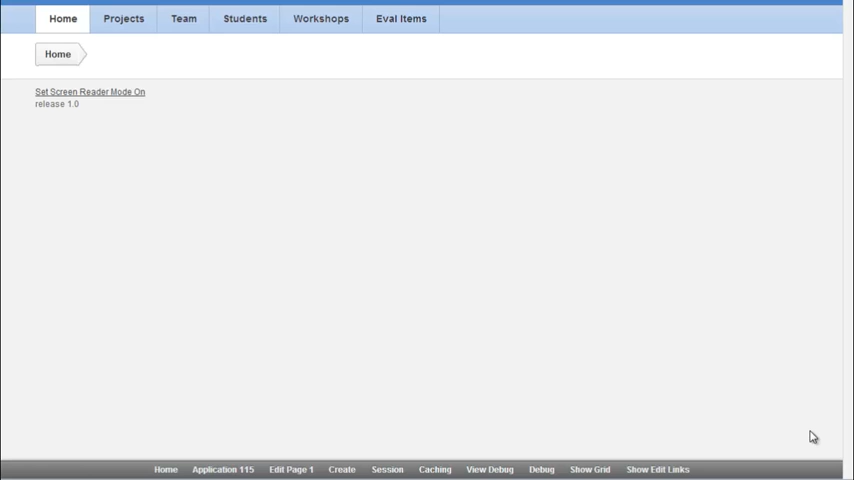 Home Projects Team Students Workshops Eval Items
Home
Set Screen Reader Mode On
release 1.0
Home Application 115 Edit Page 1 Create Session Caching View Debug Debug Show Grid Show Edit Links